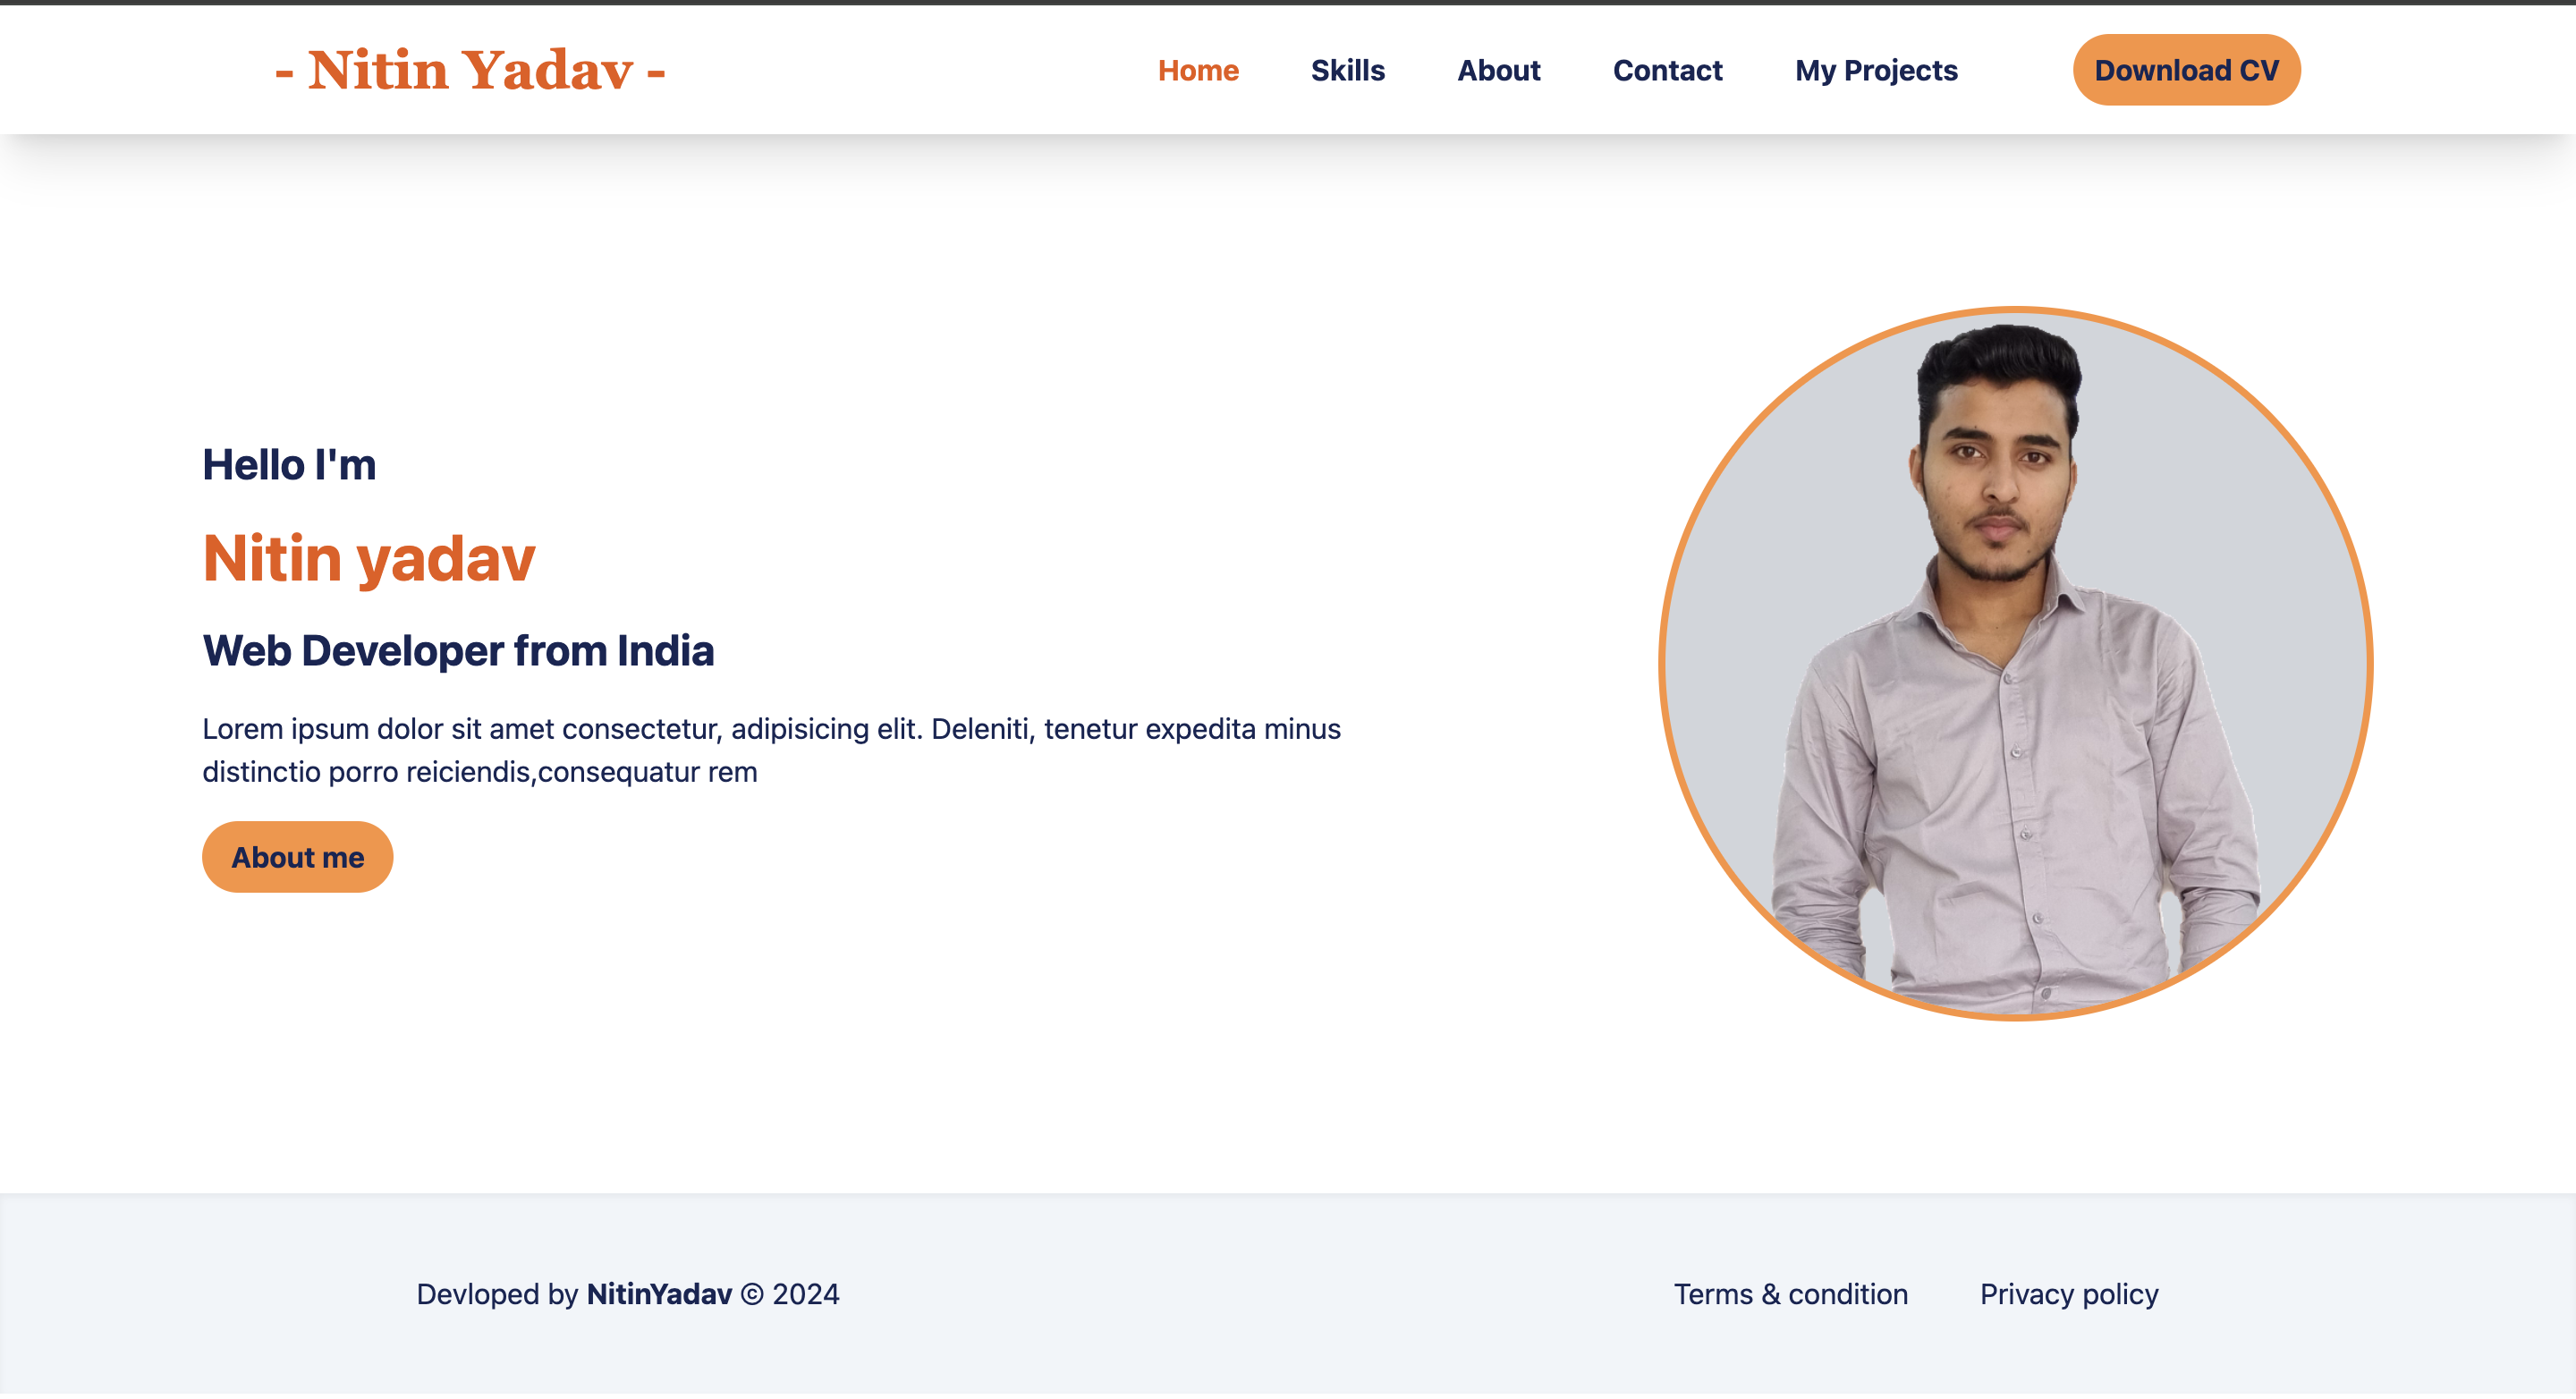 - Nitin Yadav -
Home Skills About Contact My Projects Download CV
Hello I'm
Nitin yadav
Web Developer from India
Lorem ipsum dolor sit amet consectetur, adipisicing elit. Deleniti, tenetur expedita minus
distinctio porro reiciendis,consequatur rem
About me
Devloped by NitinYadav © 2024
Terms & condition Privacy policy